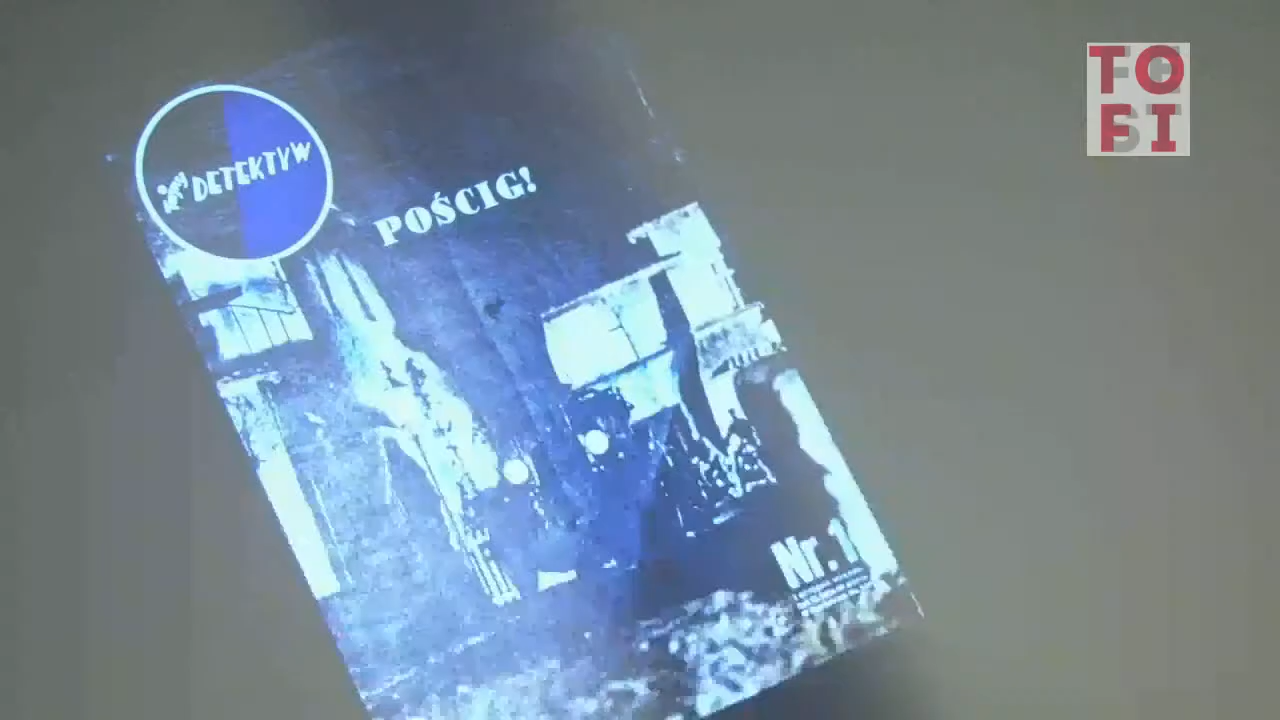 DETEKTYW
POŚCIG!
Nr. 1
TO
FI